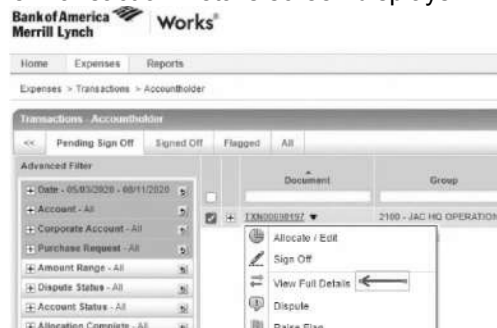 Bank of America
Merrill Lynch
Works®
Home Expenses Reports
Expenses > Transactions > Accountholder
Transactions - Accountholder
<< Pending Sign Off Signed Off Flagged All
Advanced Filter
Document Group
Date - 05/03/2020 - 08/11/2020
Account - All
Corporate Account - All
TXN00698197 2100 - JAC HQ OPERATION
Purchase Request - All
Allocate / Edit
Amount Range - All
Sign Off
Dispute Status - All
View Full Details
Account Status - All
Dispute
Allocation Complete - All
Raise Flag